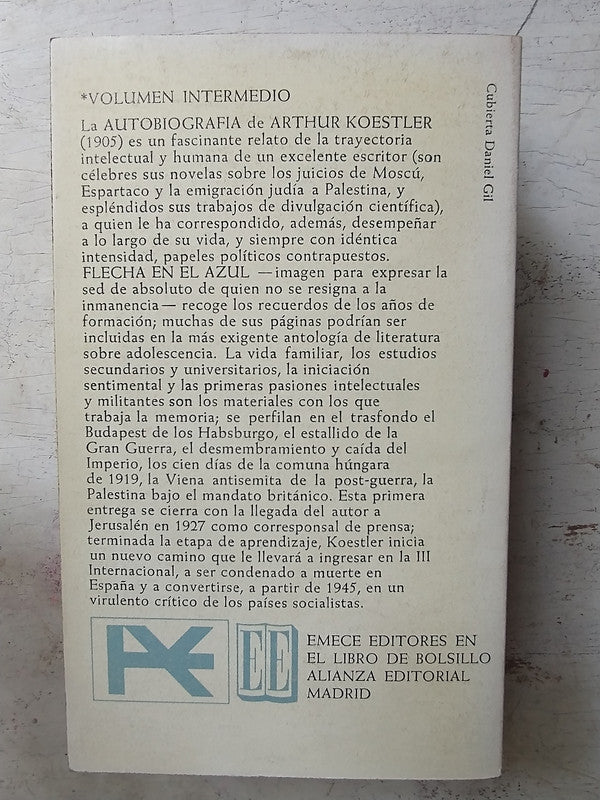 *VOLUMEN INTERMEDIO
La AUTOBIOGRAFIA de ARTHUR KOESTLER
(1905) es un fascinante relato de la trayectoria
intelectual y humana de un excelente escritor (son
célebres sus novelas sobre los juicios de Moscú,
Espartaco y la emigración judía a Palestina, y
espléndidos sus trabajos de divulgación científica),
a quien le ha correspondido, además, desempeñar
a lo largo de su vida, y siempre con idéntica
intensidad, papeles políticos contrapuestos.
FLECHA EN EL AZUL —imagen para expresar la
sed de absoluto de quien no se resigna a la
inmanencia— recoge los recuerdos de los años de
formación; muchas de sus páginas podrían ser
incluidas en la más exigente antología de literatura
sobre adolescencia. La vida familiar, los estudios
secundarios y universitarios, la iniciación
sentimental y las primeras pasiones intelectuales
y militantes son los materiales con los que
trabaja la memoria; se perfilan en el trasfondo el
Budapest de los Habsburgo, el estallido de la
Gran Guerra, el desmembramiento y caída del
Imperio, los cien días de la comuna húngara
de 1919, la Viena antisemita de la post-guerra, la
Palestina bajo el mandato británico. Esta primera
entrega se cierra con la llegada del autor a
Jerusalén en 1927 como corresponsal de prensa;
terminada la etapa de aprendizaje, Koestler inicia
un nuevo camino que le llevará a ingresar en la III
Internacional, a ser condenado a muerte en
España y a convertirse, a partir de 1945, en un
virulento crítico de los países socialistas.
Cubierta Daniel Gil
EE
EMECE EDITORES EN
EL LIBRO DE BOLSILLO
ALIANZA EDITORIAL
MADRID